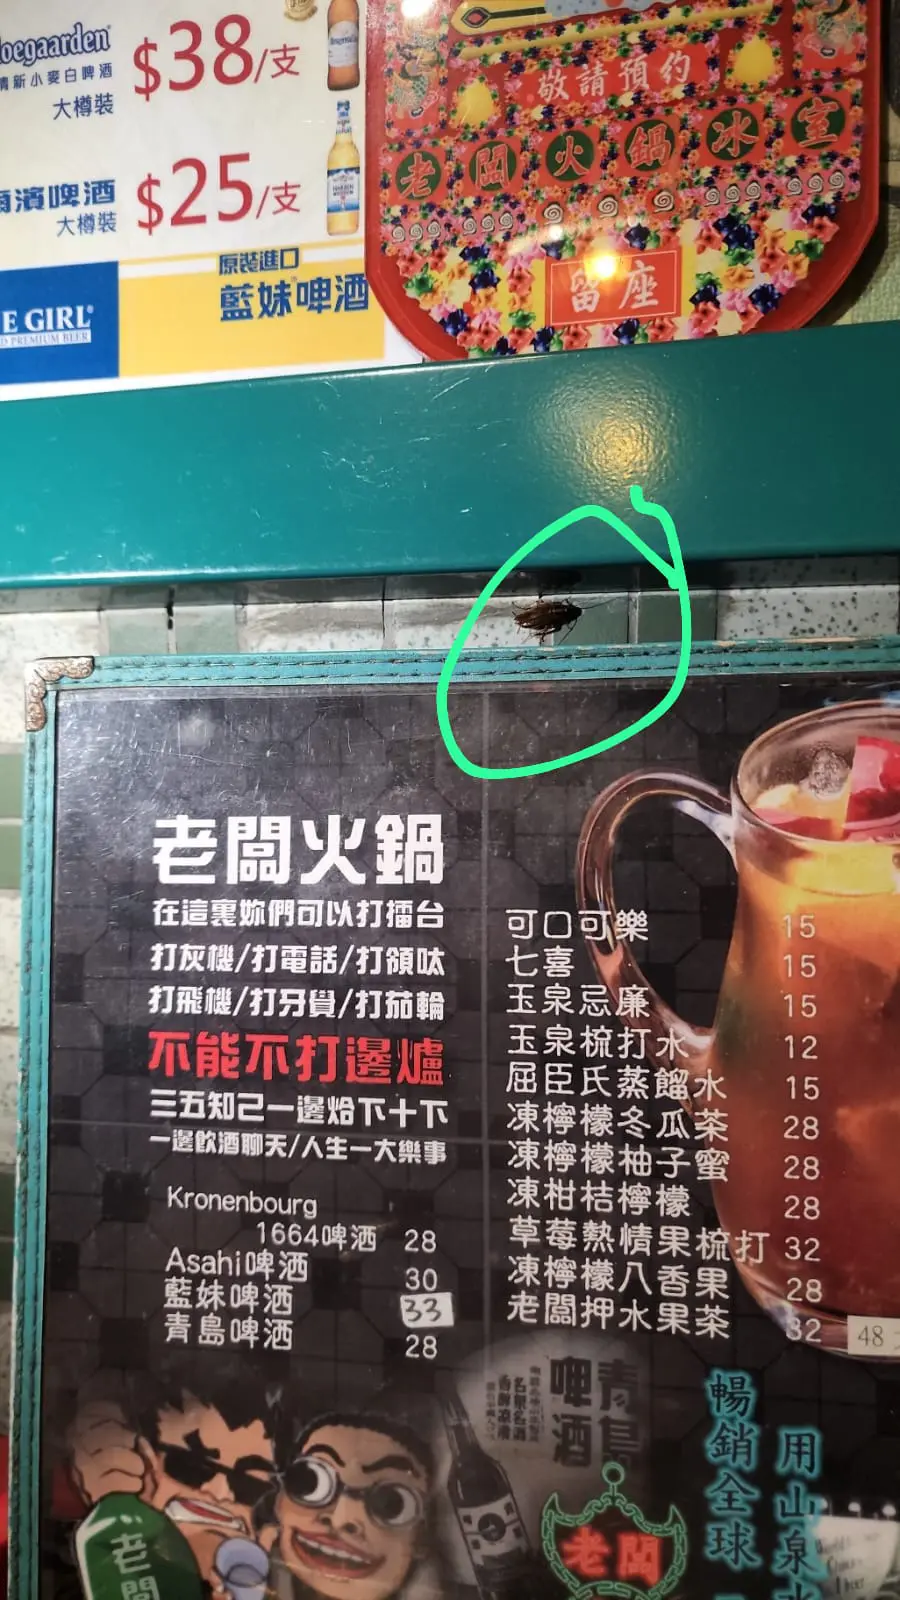 Hoegaarden
清新小麥白啤酒
大樽裝
$38/支
爾濱啤酒
大樽裝
$25/支
原裝進口
藍妹啤酒
E GIRL
PREMIUM BEER
敬請預約
老闆火鍋冰室
留座
老闆火鍋
在這裏妳們可以打擂台
打灰機/打電話/打領呔
打飛機/打牙覺/打茄輪
不能不打邊爐
三五知己一邊烚下十下
一邊飲酒聊天/人生一大樂事
Kronenbourg
1664啤酒 28
Asahi啤酒 30
藍妹啤酒 33
青島啤酒 28
可口可樂 15
七喜 15
玉泉忌廉 15
玉泉梳打水 12
屈臣氏蒸餾水 15
凍檸檬冬瓜茶 28
凍檸檬柚子蜜 28
凍柑桔檸檬 28
草莓熱情果梳打 32
凍檸檬八香果 28
老闆押水果茶 32
48
青島
啤酒
老闆
老闆
暢銷全球
用山泉水